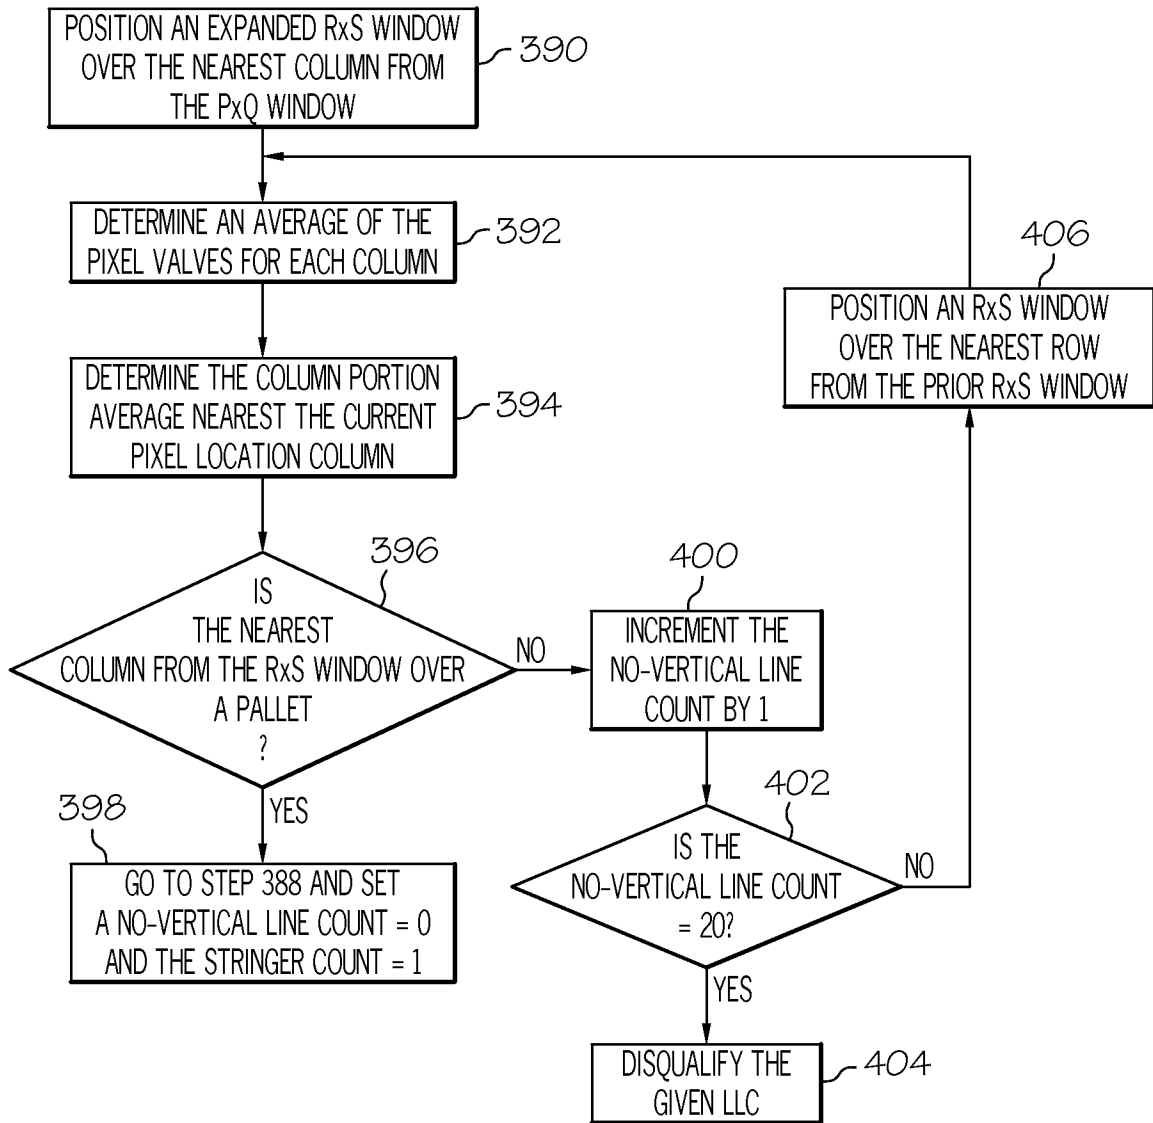 POSITION AN EXPANDED RxS WINDOW
OVER THE NEAREST COLUMN FROM
THE PxQ WINDOW
390
DETERMINE AN AVERAGE OF THE
PIXEL VALVES FOR EACH COLUMN
392
DETERMINE THE COLUMN PORTION
AVERAGE NEAREST THE CURRENT
PIXEL LOCATION COLUMN
394
IS
THE NEAREST
COLUMN FROM THE RxS WINDOW OVER
A PALLET
?
396
NO
YES
398
GO TO STEP 388 AND SET
A NO-VERTICAL LINE COUNT = 0
AND THE STRINGER COUNT = 1
400
INCREMENT THE
NO-VERTICAL LINE
COUNT BY 1
402
IS THE
NO-VERTICAL LINE COUNT
= 20?
NO
YES
DISQUALIFY THE
GIVEN LLC
404
406
POSITION AN RxS WINDOW
OVER THE NEAREST ROW
FROM THE PRIOR RxS WINDOW